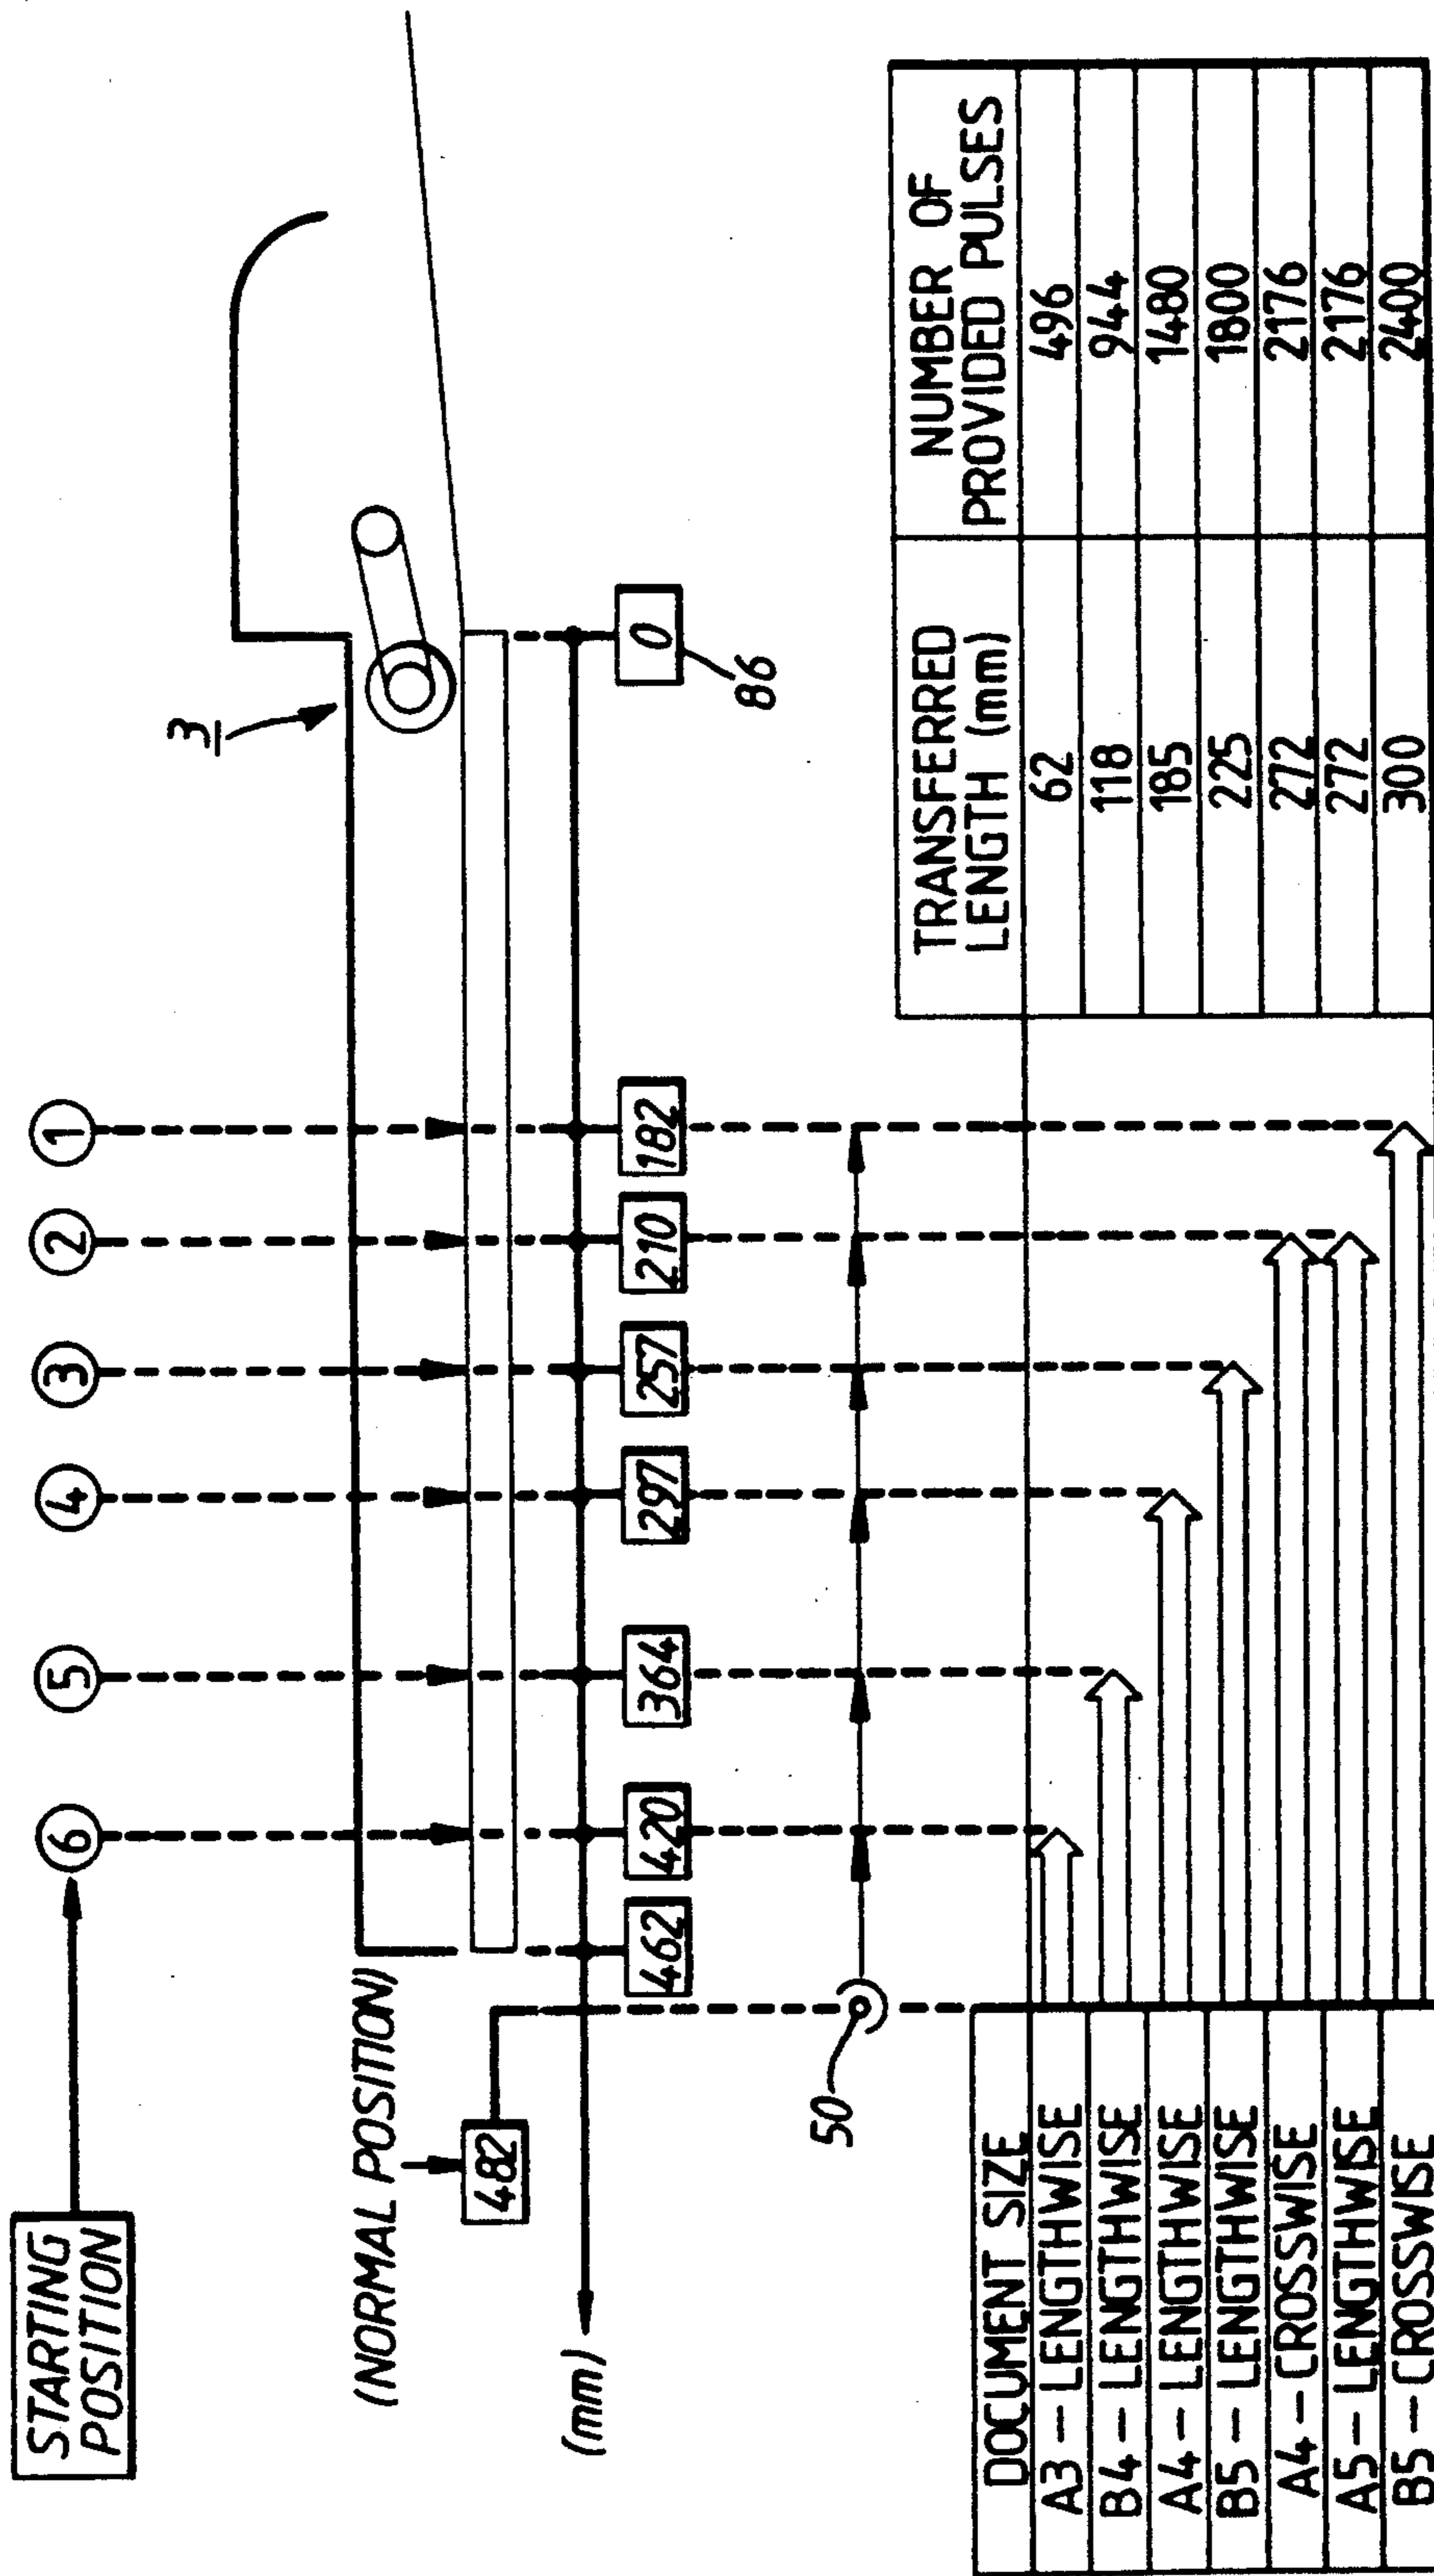 STARTING
POSITION
6
5
4
3
2
1
(NORMAL POSITION)
3
482
462
420
364
297
257
210
182
0
86
(mm)
50
DOCUMENT SIZE
TRANSFERRED
LENGTH (mm)
NUMBER OF
PROVIDED PULSES
A3 - LENGTHWISE 62 496
B4 - LENGTHWISE 118 944
A4 - LENGTHWISE 185 1480
B5 - LENGTHWISE 225 1800
A4 - CROSSWISE 272 2176
A5 - LENGTHWISE 272 2176
B5 - CROSSWISE 300 2400